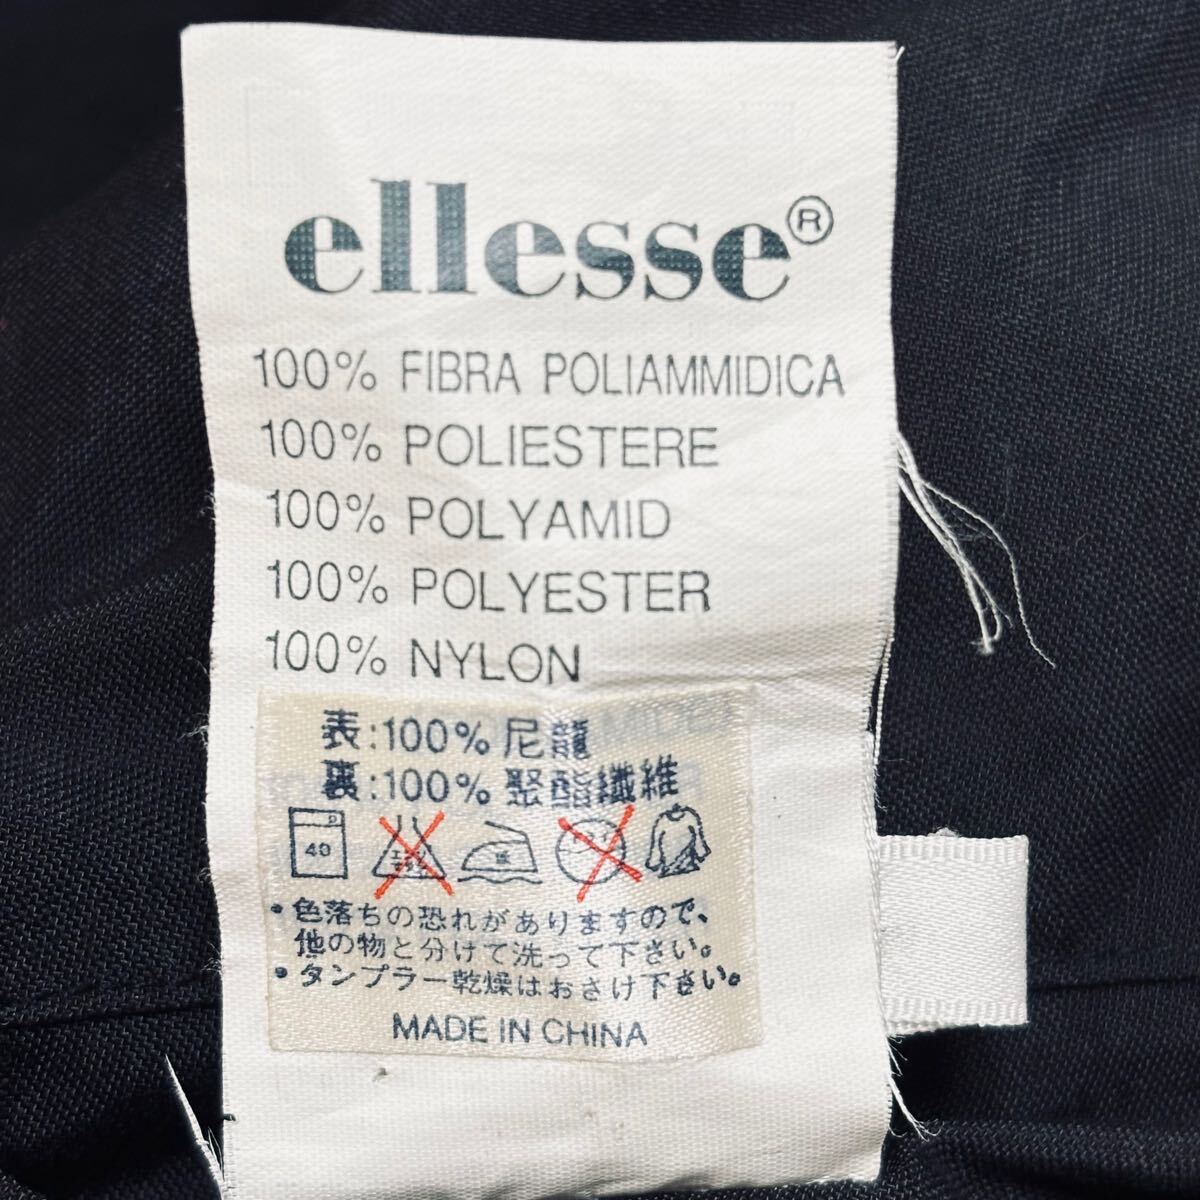 ellesse®
100% FIBRA POLIAMMIDICA
100% POLIESTERE
100% POLYAMID
100% POLYESTER
100% NYLON
表:100% 尼龍
裏:100% 聚酯纖維
40
・色落ちの恐れがありますので、
他の物と分けて洗って下さい。
・タンプラー乾燥はおさけ下さい。
MADE IN CHINA